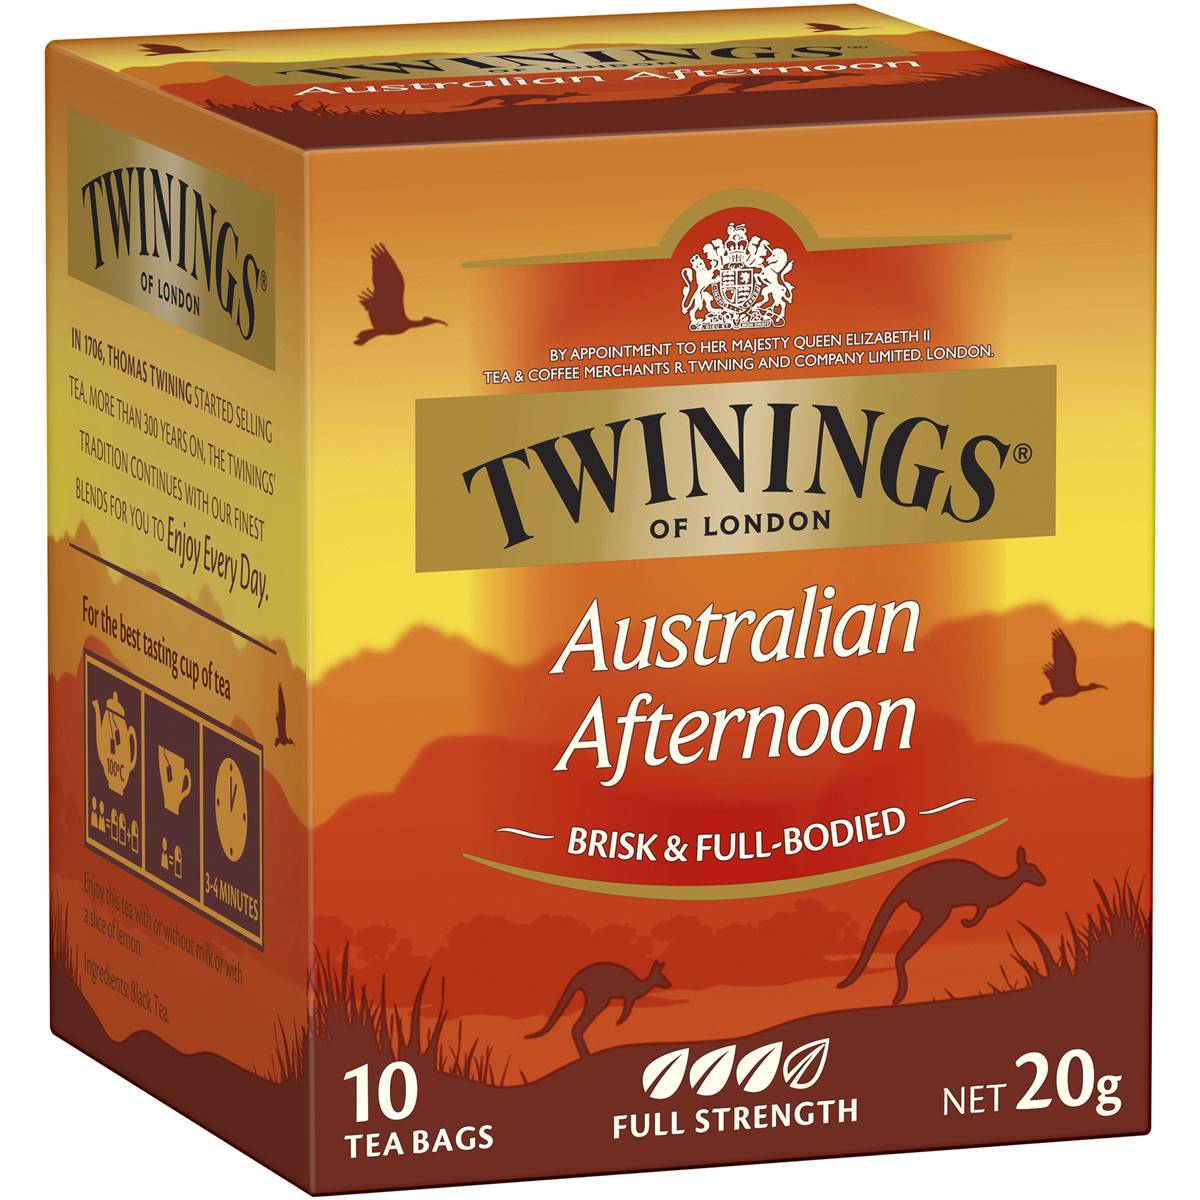 TWININGS®
OF LONDON
Australian Afternoon
TWININGS®
OF LONDON
IN 1706, THOMAS TWINING STARTED SELLING
TEA. MORE THAN 300 YEARS ON, THE TWININGS'
TRADITION CONTINUES WITH OUR FINEST
BLENDS FOR YOU TO Enjoy Every Day.
For the best tasting cup of tea
100°C
3-4 MINUTES
Enjoy this tea with or without milk or with
a slice of lemon.
Ingredients: Black Tea.
BY APPOINTMENT TO HER MAJESTY QUEEN ELIZABETH II
TEA & COFFEE MERCHANTS R. TWINING AND COMPANY LIMITED. LONDON.
TWININGS®
OF LONDON
Australian
Afternoon
BRISK & FULL-BODIED
10
TEA BAGS
FULL STRENGTH
NET 20g